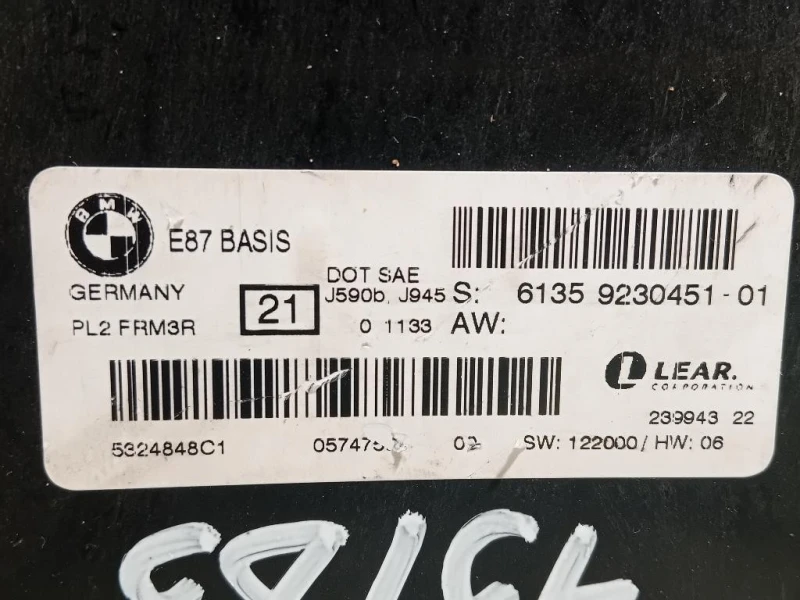 BMW
E87 BASIS
GERMANY
PL2 FRM3R
21
DOT SAE
J590b, J945
0 1133
S: 6135 9230451-01
AW:
LEAR.
CORPORATION
239943 22
5324848C1
SW: 122000/ HW: 06